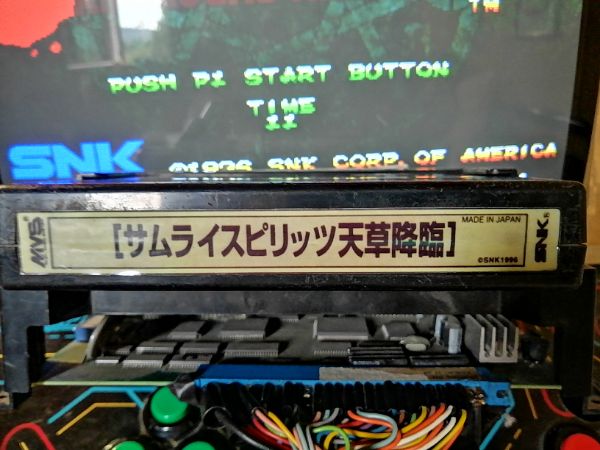 TM
PUSH P1 START BUTTON
TIME
11
SNK
©1996 SNK CORP. OF AMERICA
MVS
[サムライスピリッツ天草降臨]
MADE IN JAPAN
©SNK1996
SNK®